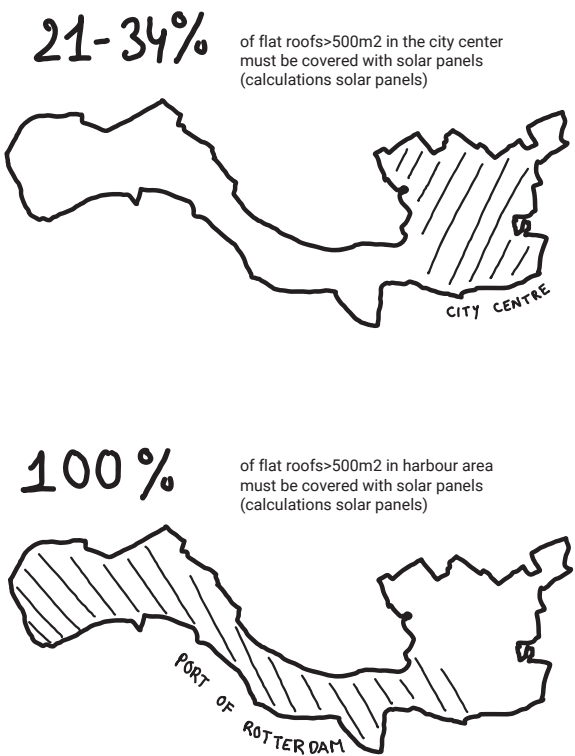 21-34%
of flat roofs>500m2 in the city center
must be covered with solar panels
(calculations solar panels)
CITY CENTRE
100%
of flat roofs>500m2 in harbour area
must be covered with solar panels
(calculations solar panels)
PORT OF ROTTERDAM